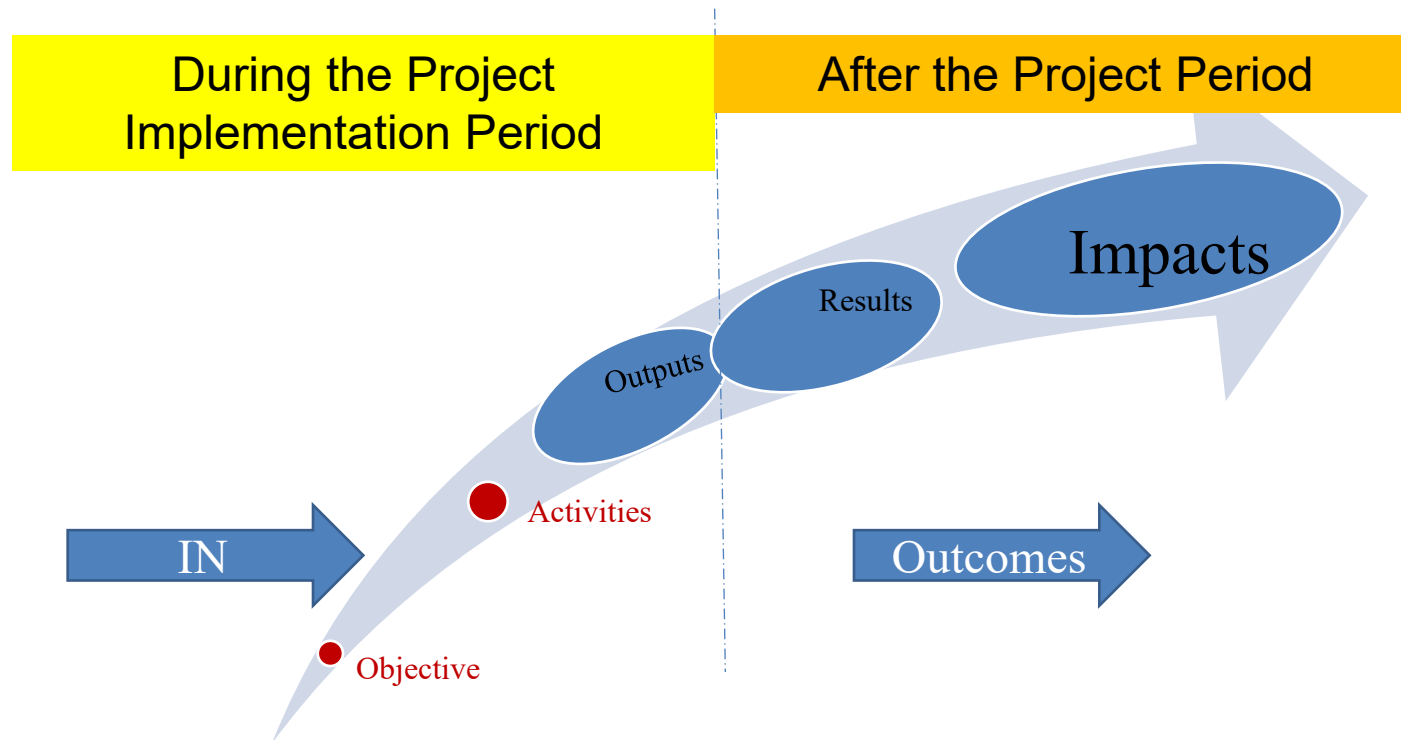 During the Project
Implementation Period
After the Project Period
Impacts
Results
Outputs
Activities
IN
Outcomes
Objective